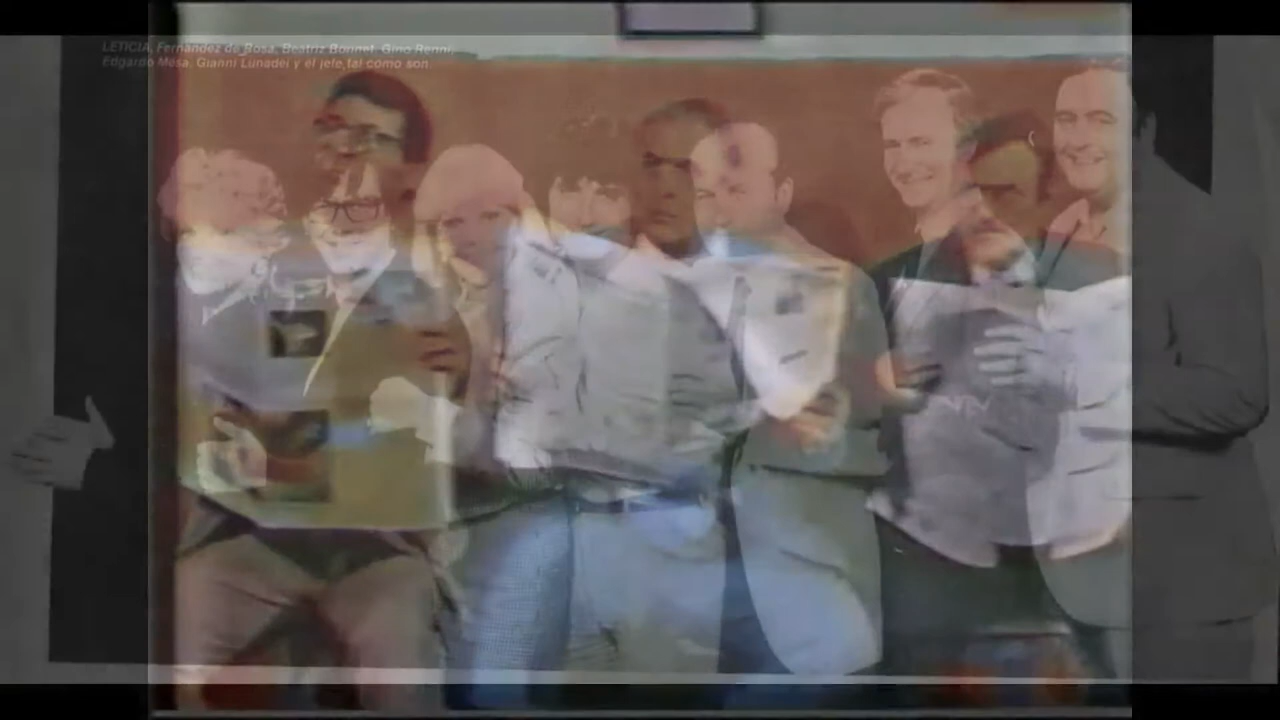 LETICIA, Fernández de Rosa, Beatriz Bonnet, Gino Renni,
Edgardo Mesa, Gianni Lunadei y el jefe, tal como son.